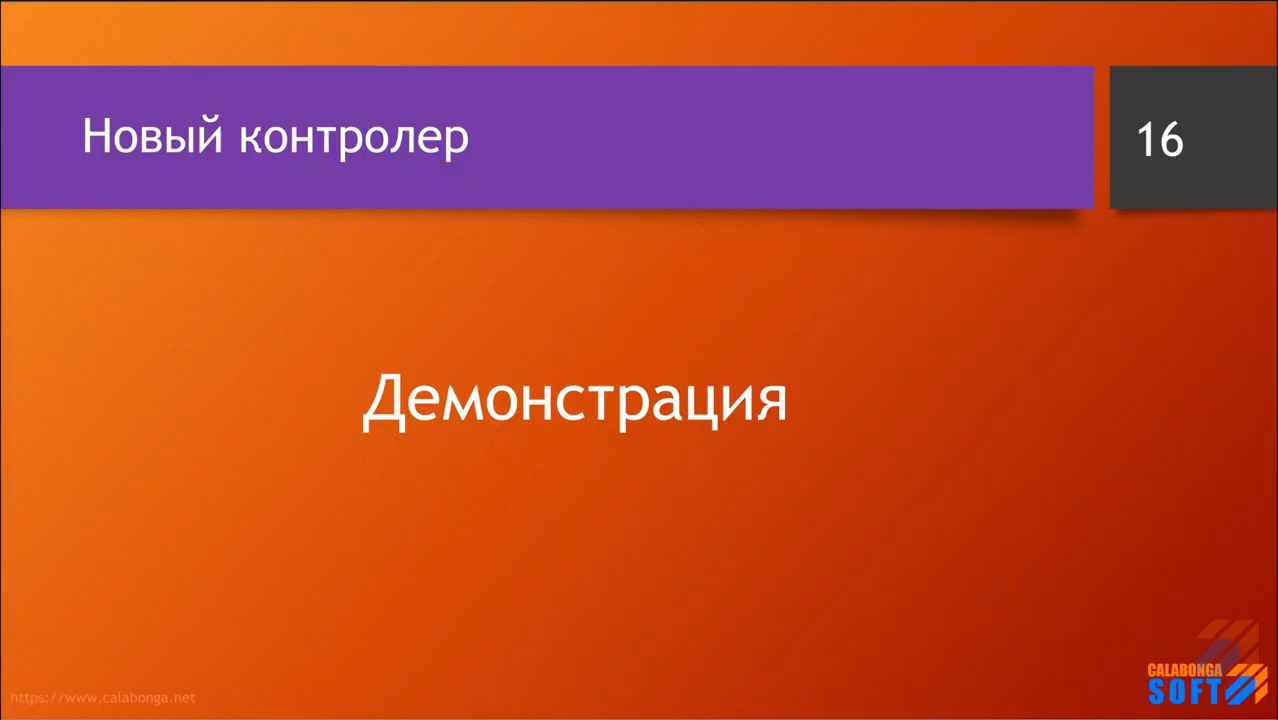 Новый контролер
16
Демонстрация
https://www.calabonga.net
CALABONGA
SOFT